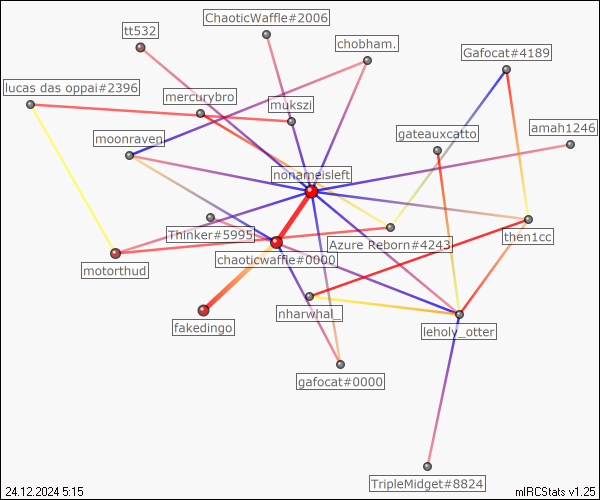 ChaoticWaffle#2006
tt532
chobham.
Gafocat#4189
lucas das oppai#2396
mercurybro
mukszi
gateauxcatto
amah1246
moonraven
nonameisleft
Thinker#5995
Azure Reborn#4243
then1cc
chaoticwaffle#0000
motorthud
nharwhal_
fakedingo
leholy_otter
gafocat#0000
TripleMidget#8824
24.12.2024 5:15
mIRCStats v1.25